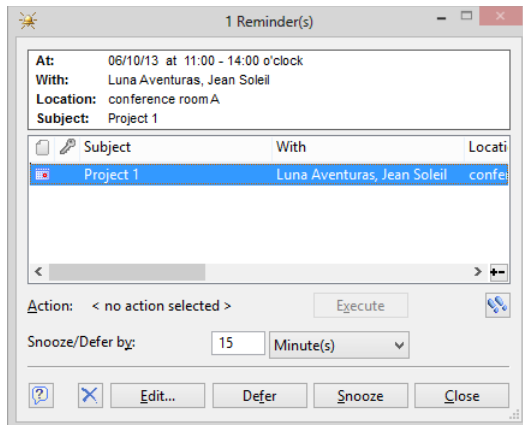 1 Reminder(s)
At: 06/10/13 at 11:00 - 14:00 o'clock
With: Luna Aventuras, Jean Soleil
Location: conference room A
Subject: Project 1
Subject With Locati
Project 1 Luna Aventuras, Jean Soleil confe
Action: < no action selected > Execute
Snooze/Defer by: 15 Minute(s)
Edit... Defer Snooze Close